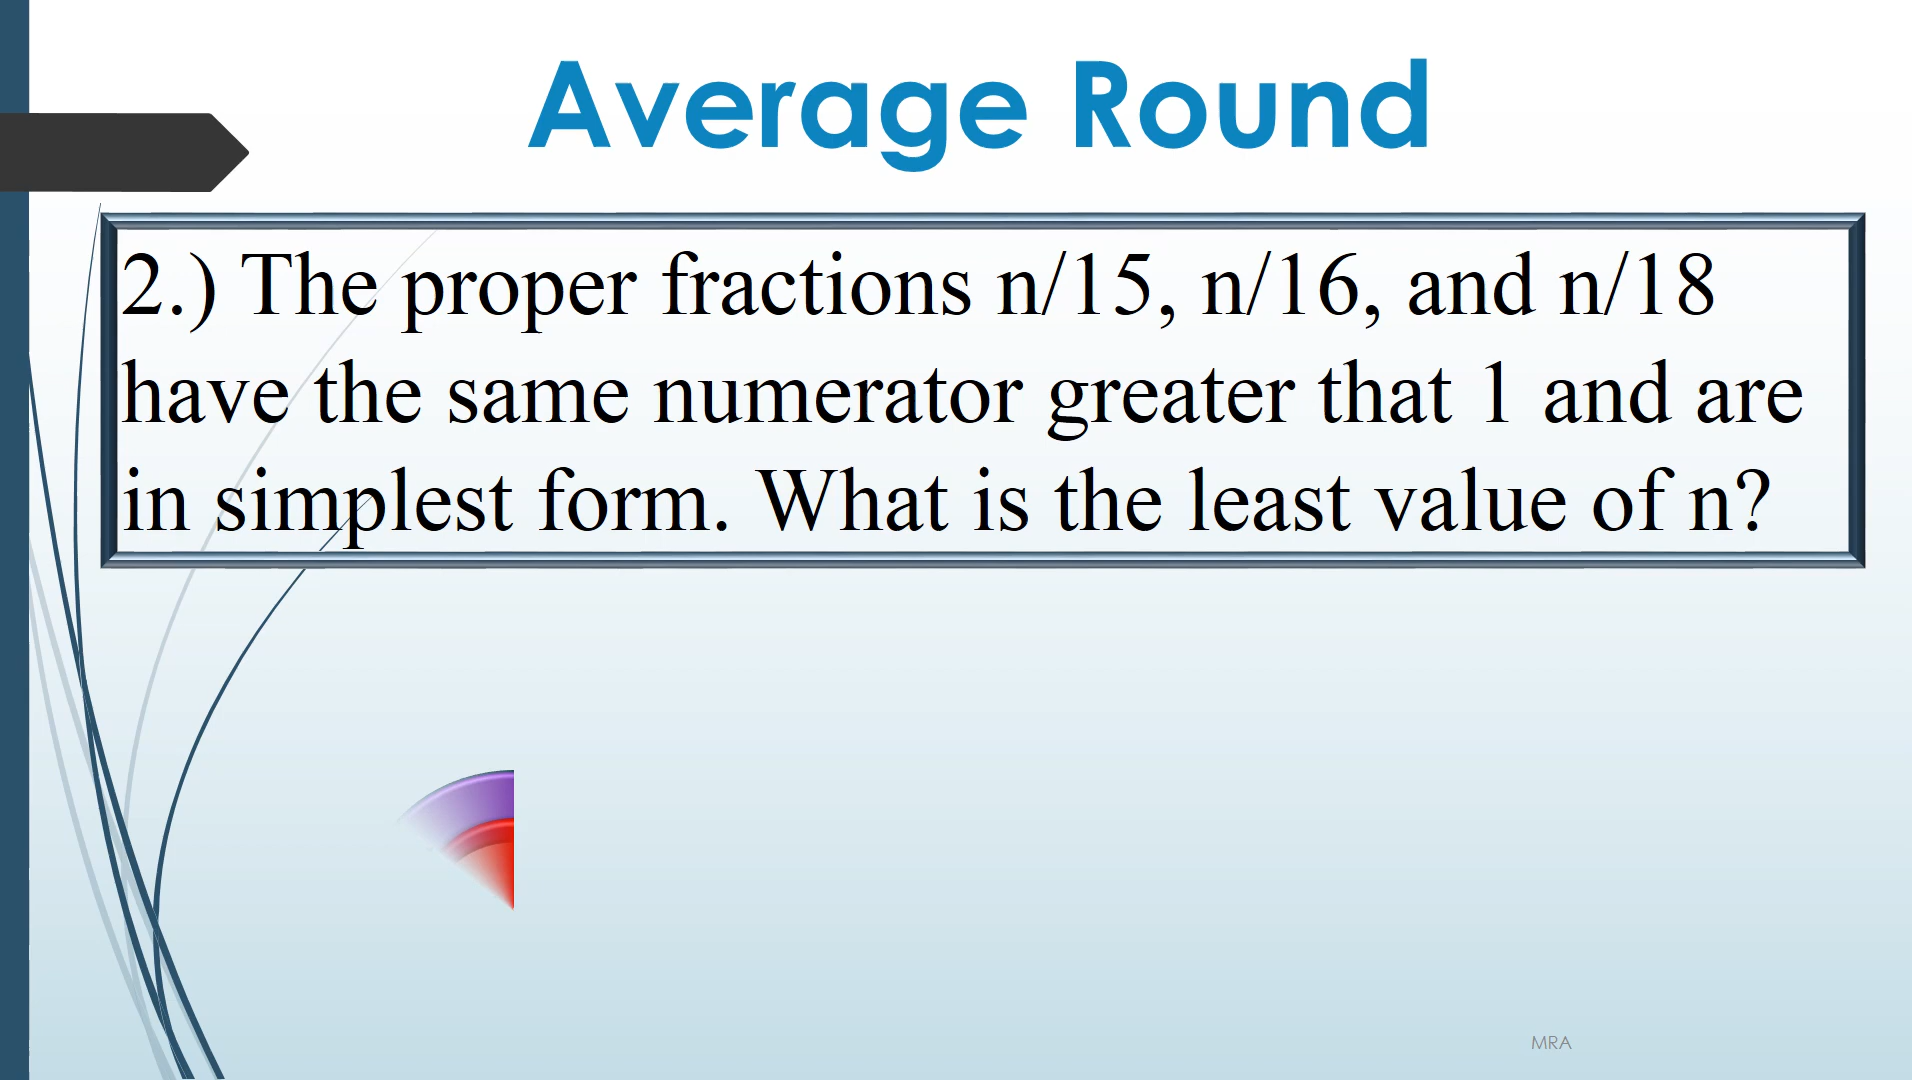 Average Round
2.) The proper fractions n/15, n/16, and n/18
have the same numerator greater that 1 and are
in simplest form. What is the least value of n?
MRA